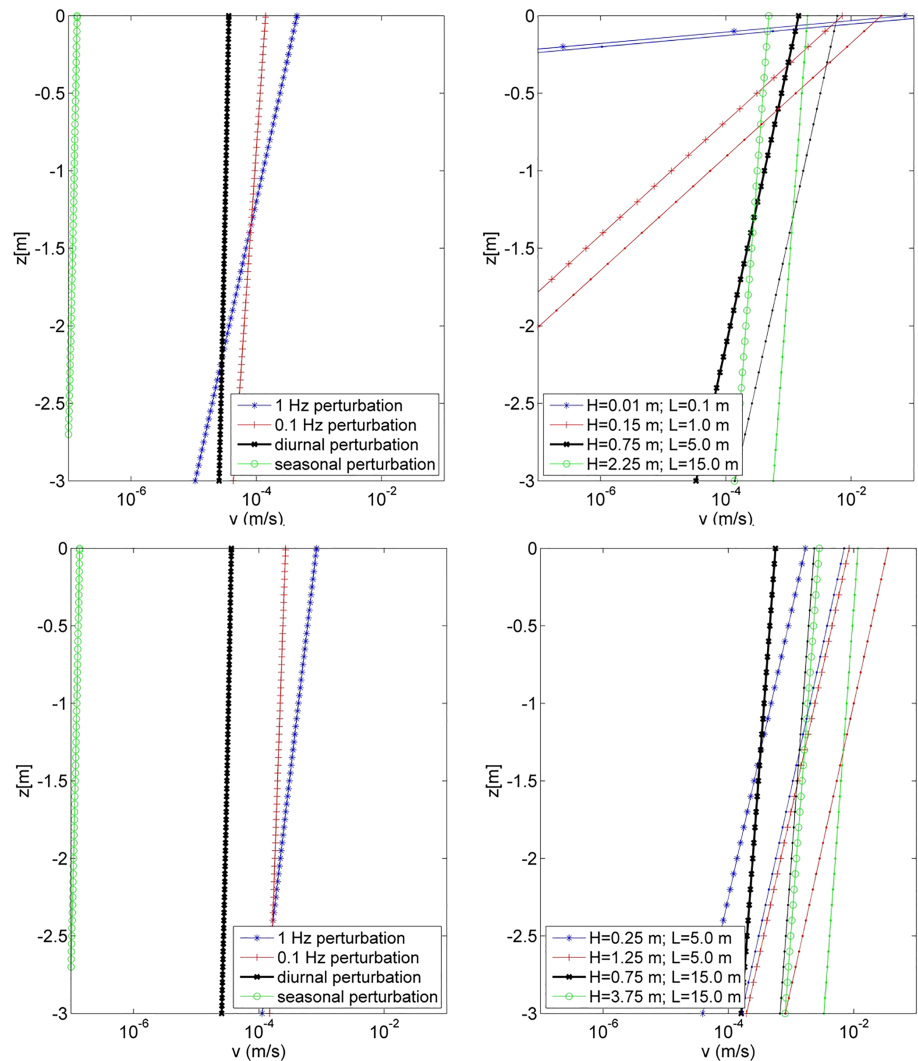 0
-0.5
-1
-1.5
-2
-2.5
-3
z[m]
10^-6
10^-4
10^-2
v (m/s)
1 Hz perturbation
0.1 Hz perturbation
diurnal perturbation
seasonal perturbation
0
-0.5
-1
-1.5
-2
-2.5
-3
z[m]
10^-6
10^-4
10^-2
v (m/s)
H=0.01 m; L=0.1 m
H=0.15 m; L=1.0 m
H=0.75 m; L=5.0 m
H=2.25 m; L=15.0 m
0
-0.5
-1
-1.5
-2
-2.5
-3
z[m]
10^-6
10^-4
10^-2
v (m/s)
1 Hz perturbation
0.1 Hz perturbation
diurnal perturbation
seasonal perturbation
0
-0.5
-1
-1.5
-2
-2.5
-3
z[m]
10^-6
10^-4
10^-2
v (m/s)
H=0.25 m; L=5.0 m
H=1.25 m; L=5.0 m
H=0.75 m; L=15.0 m
H=3.75 m; L=15.0 m